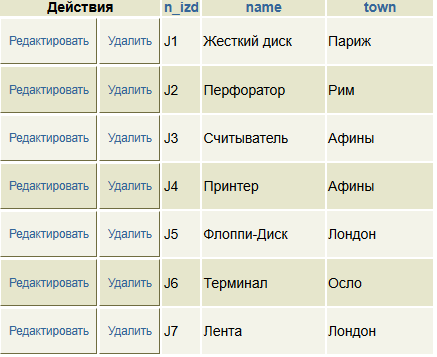 Действия n_izd name town
Редактировать Удалить J1 Жесткий диск Париж
Редактировать Удалить J2 Перфоратор Рим
Редактировать Удалить J3 Считыватель Афины
Редактировать Удалить J4 Принтер Афины
Редактировать Удалить J5 Флоппи-Диск Лондон
Редактировать Удалить J6 Терминал Осло
Редактировать Удалить J7 Лента Лондон